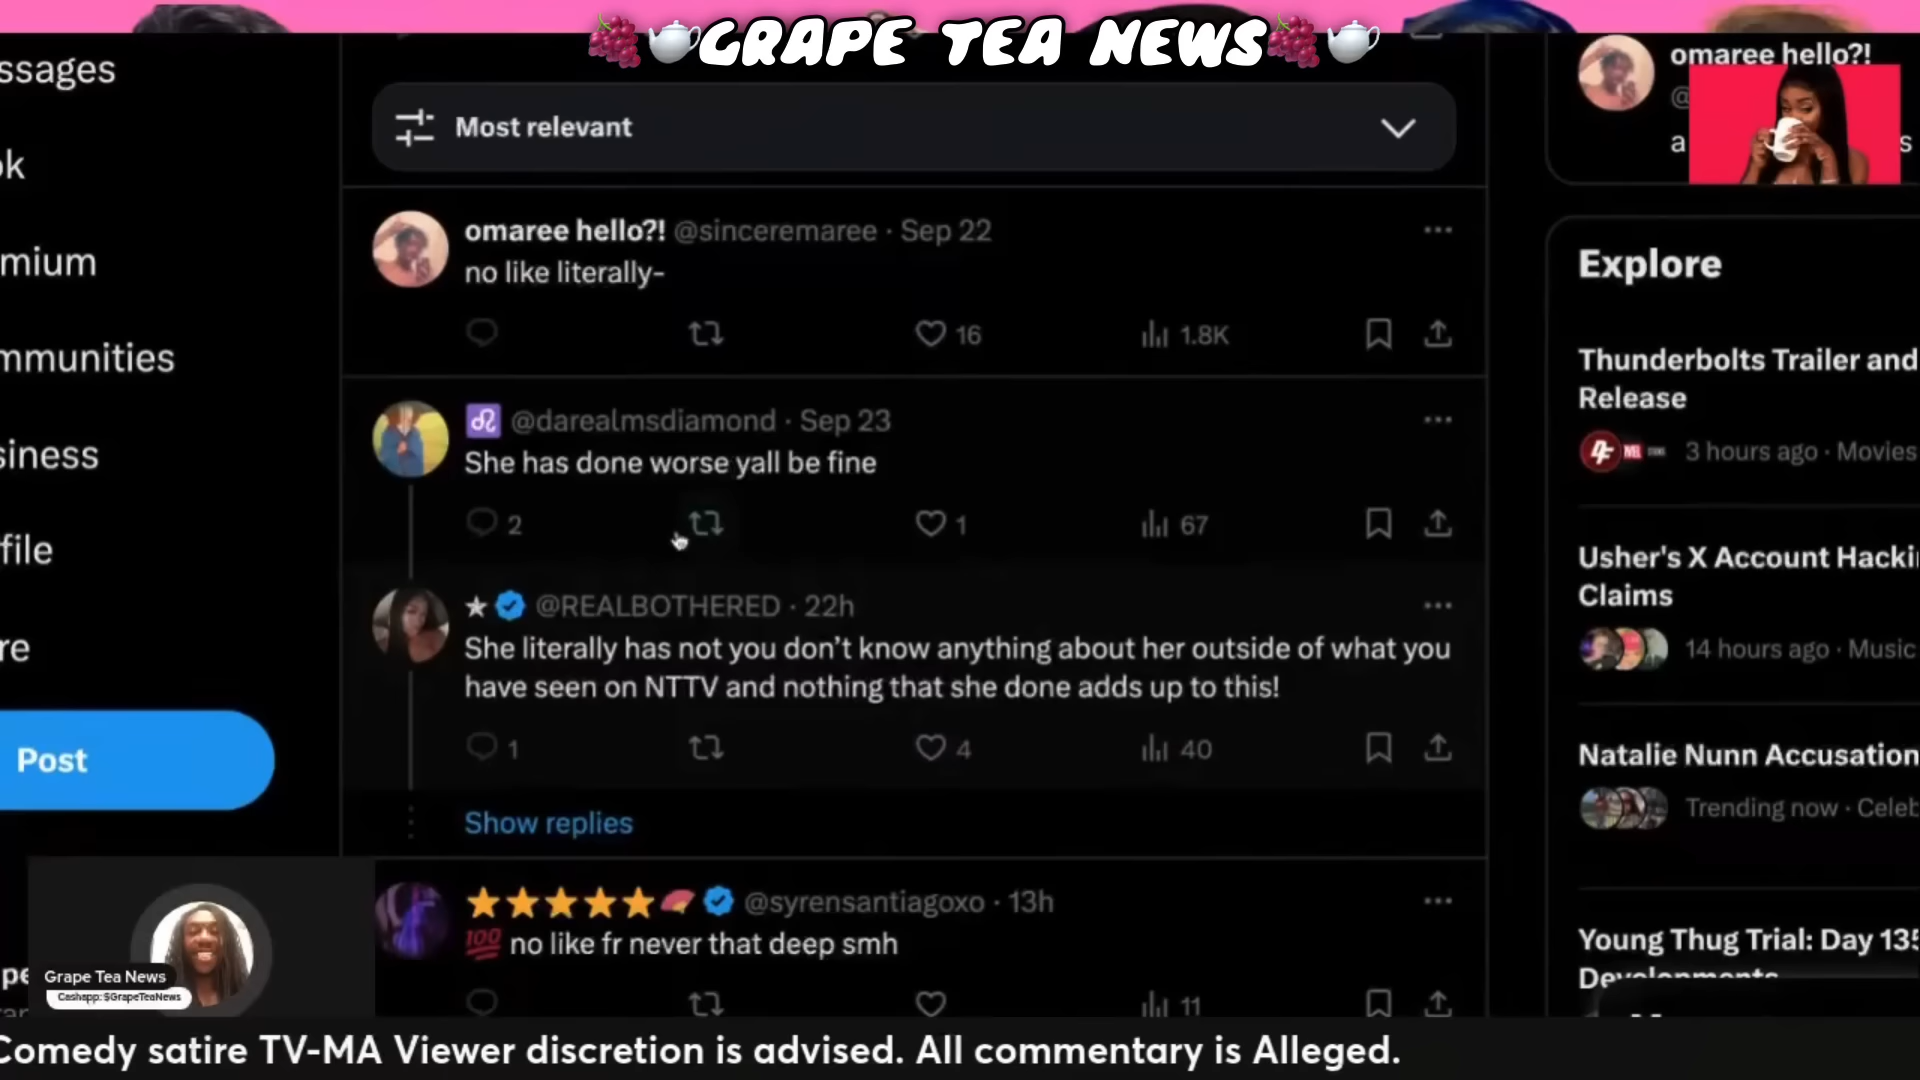 GRAPE TEA NEWS
ssages
ok
mium
mmunities
siness
file
re
Post
Most relevant
omaree hello?! @sinceremaree · Sep 22
no like literally-
16
1.8K
@darealmsdiamond · Sep 23
She has done worse yall be fine
2
1
67
@REALBOTHERED · 22h
She literally has not you don't know anything about her outside of what you
have seen on NTTV and nothing that she done adds up to this!
1
4
40
Show replies
@syrensantiagoxo · 13h
💯 no like fr never that deep smh
11
omaree hello?!
@
a
s
Explore
Thunderbolts Trailer and
Release
3 hours ago · Movies
Usher's X Account Hacki
Claims
14 hours ago · Music
Natalie Nunn Accusation
Trending now · Celeb
Young Thug Trial: Day 135
Developments
Grape Tea News
Cashapp: $GrapeTeaNews
Comedy satire TV-MA Viewer discretion is advised. All commentary is Alleged.